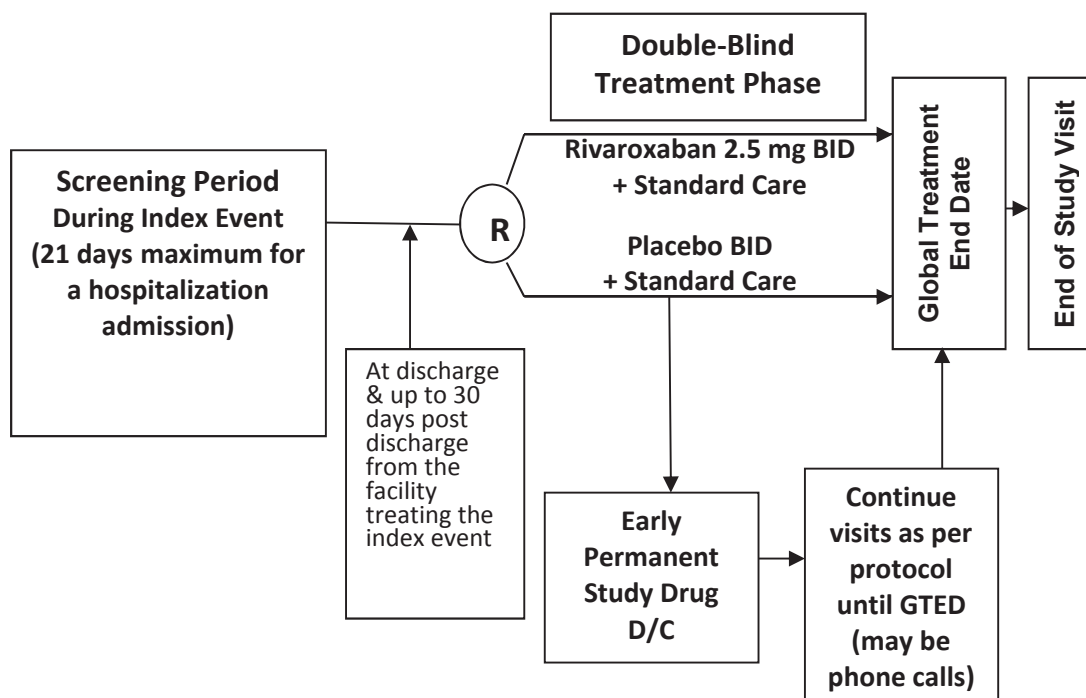 Double-Blind
Treatment Phase
Screening Period
During Index Event
(21 days maximum for
a hospitalization
admission)
R
Rivaroxaban 2.5 mg BID
+ Standard Care
Placebo BID
+ Standard Care
Global Treatment
End Date
End of Study Visit
At discharge
& up to 30
days post
discharge
from the
facility
treating the
index event
Early
Permanent
Study Drug
D/C
Continue
visits as per
protocol
until GTED
(may be
phone calls)